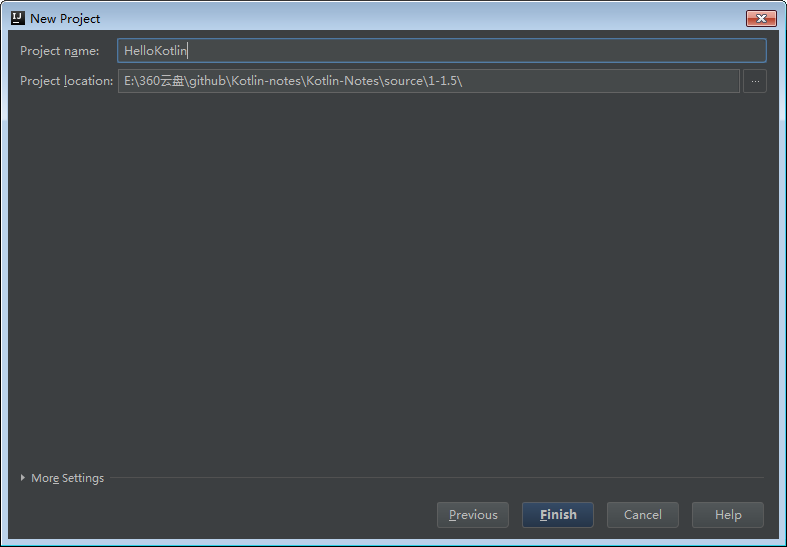 New Project
Project name: HelloKotlin
Project location: E:\360云盘\github\Kotlin-notes\Kotlin-Notes\source\1-1.5\ ...
More Settings
Previous Finish Cancel Help